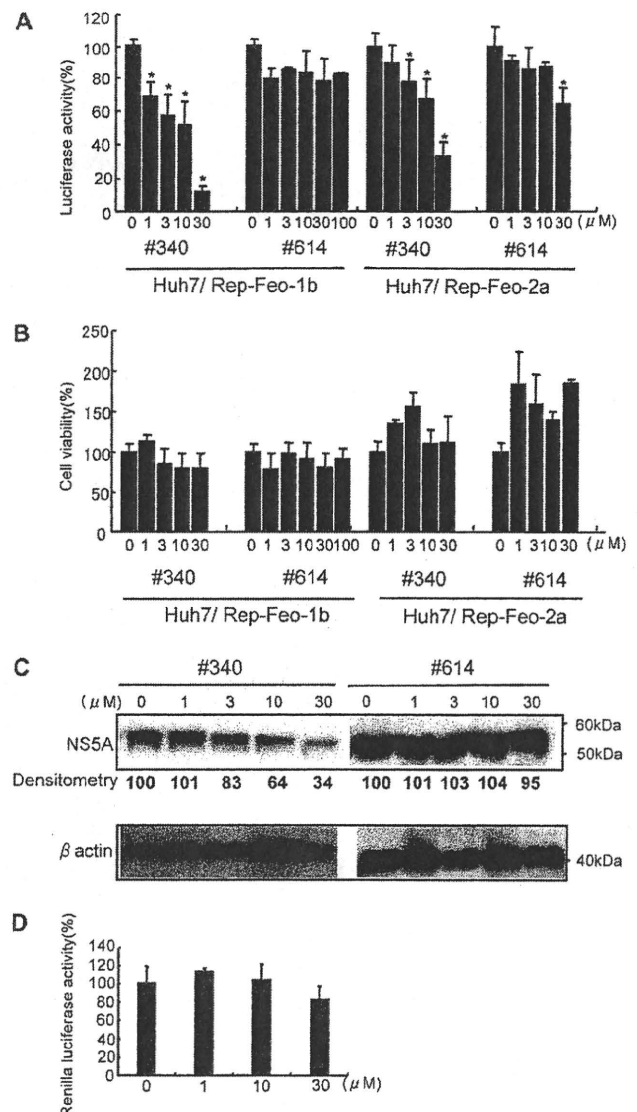 A
Luciferase activity(%)
120
100
80
60
40
20
0
0 1 3 10 30
0 1 3 10 30 100
0 1 3 10 30
0 1 3 10 30 (μM)
* * * *
* * *
*
#340 #614 #340 #614
Huh7/ Rep-Feo-1b Huh7/ Rep-Feo-2a
B
Cell viability(%)
250
200
150
100
50
0
0 1 3 10 30
0 1 3 10 30 100
0 1 3 10 30
0 1 3 10 30 (μM)
#340 #614 #340 #614
Huh7/ Rep-Feo-1b Huh7/ Rep-Feo-2a
C
#340 #614
(μM) 0 1 3 10 30 0 1 3 10 30
60kDa
NS5A
50kDa
Densitometry 100 101 83 64 34 100 101 103 104 95
β actin
40kDa
D
Renilla luciferase activity(%)
140
120
100
80
60
40
20
0
0 1 10 30 (μM)